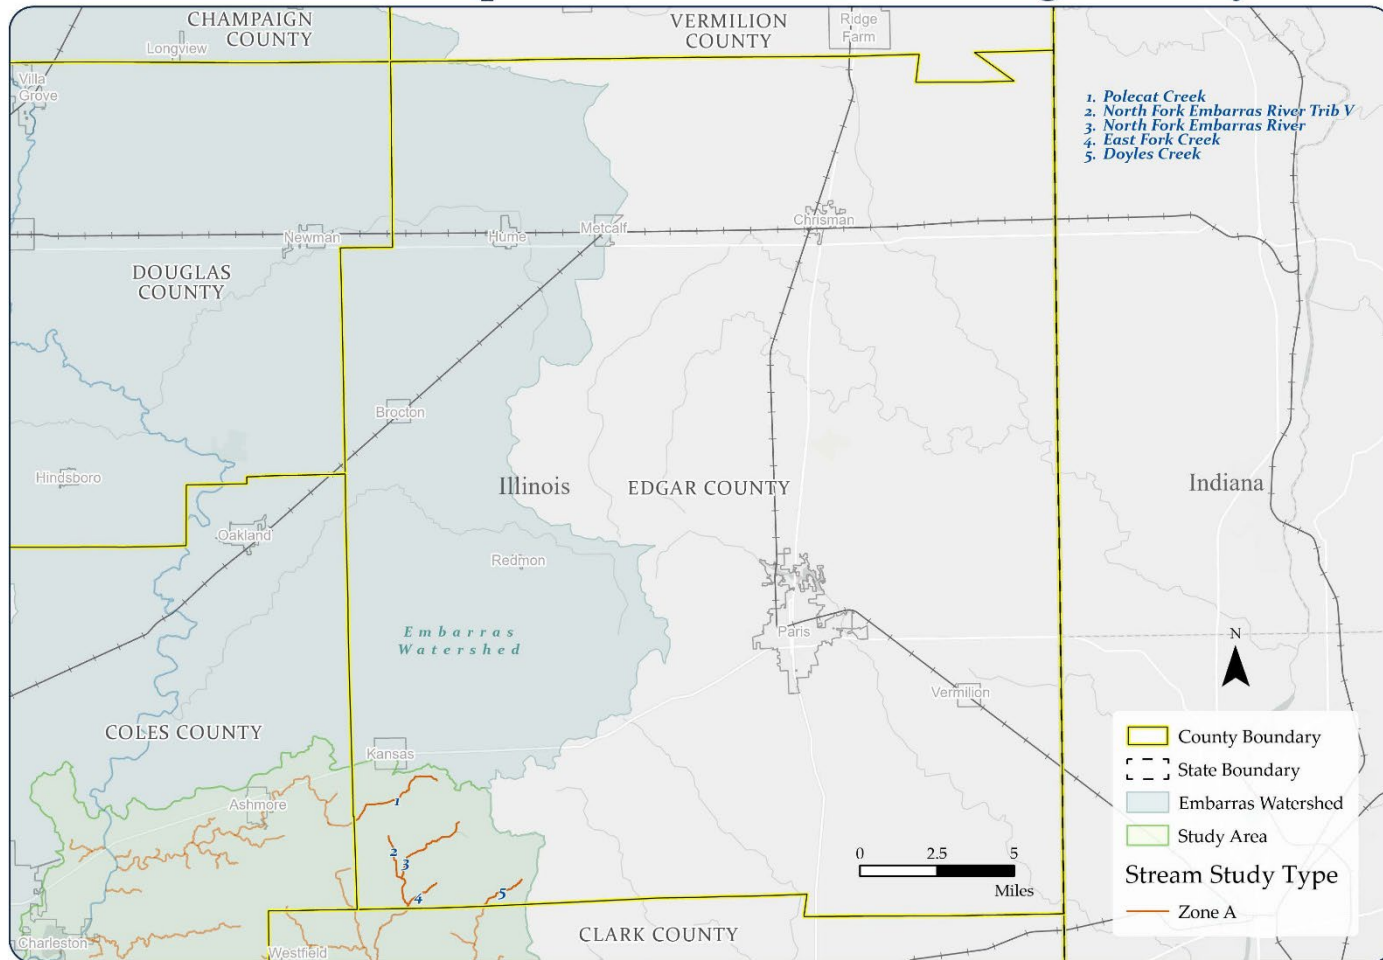 CHAMPAIGN
COUNTY
VERMILION
COUNTY
Ridge
Farm
Longview
Villa
Grove
1. Polecat Creek
2. North Fork Embarras River Trib V
3. North Fork Embarras River
4. East Fork Creek
5. Doyles Creek
Chrisman
Newman
Hume
Metcalf
DOUGLAS
COUNTY
Brocton
Hindsboro
Illinois
EDGAR COUNTY
Indiana
Oakland
Redmon
Embarras
Watershed
Paris
N
Vermilion
COLES COUNTY
Kansas
Ashmore
1
2
3
4
5
0 2.5 5
Miles
County Boundary
State Boundary
Embarras Watershed
Study Area
Stream Study Type
Zone A
CLARK COUNTY
Charleston
Westfield